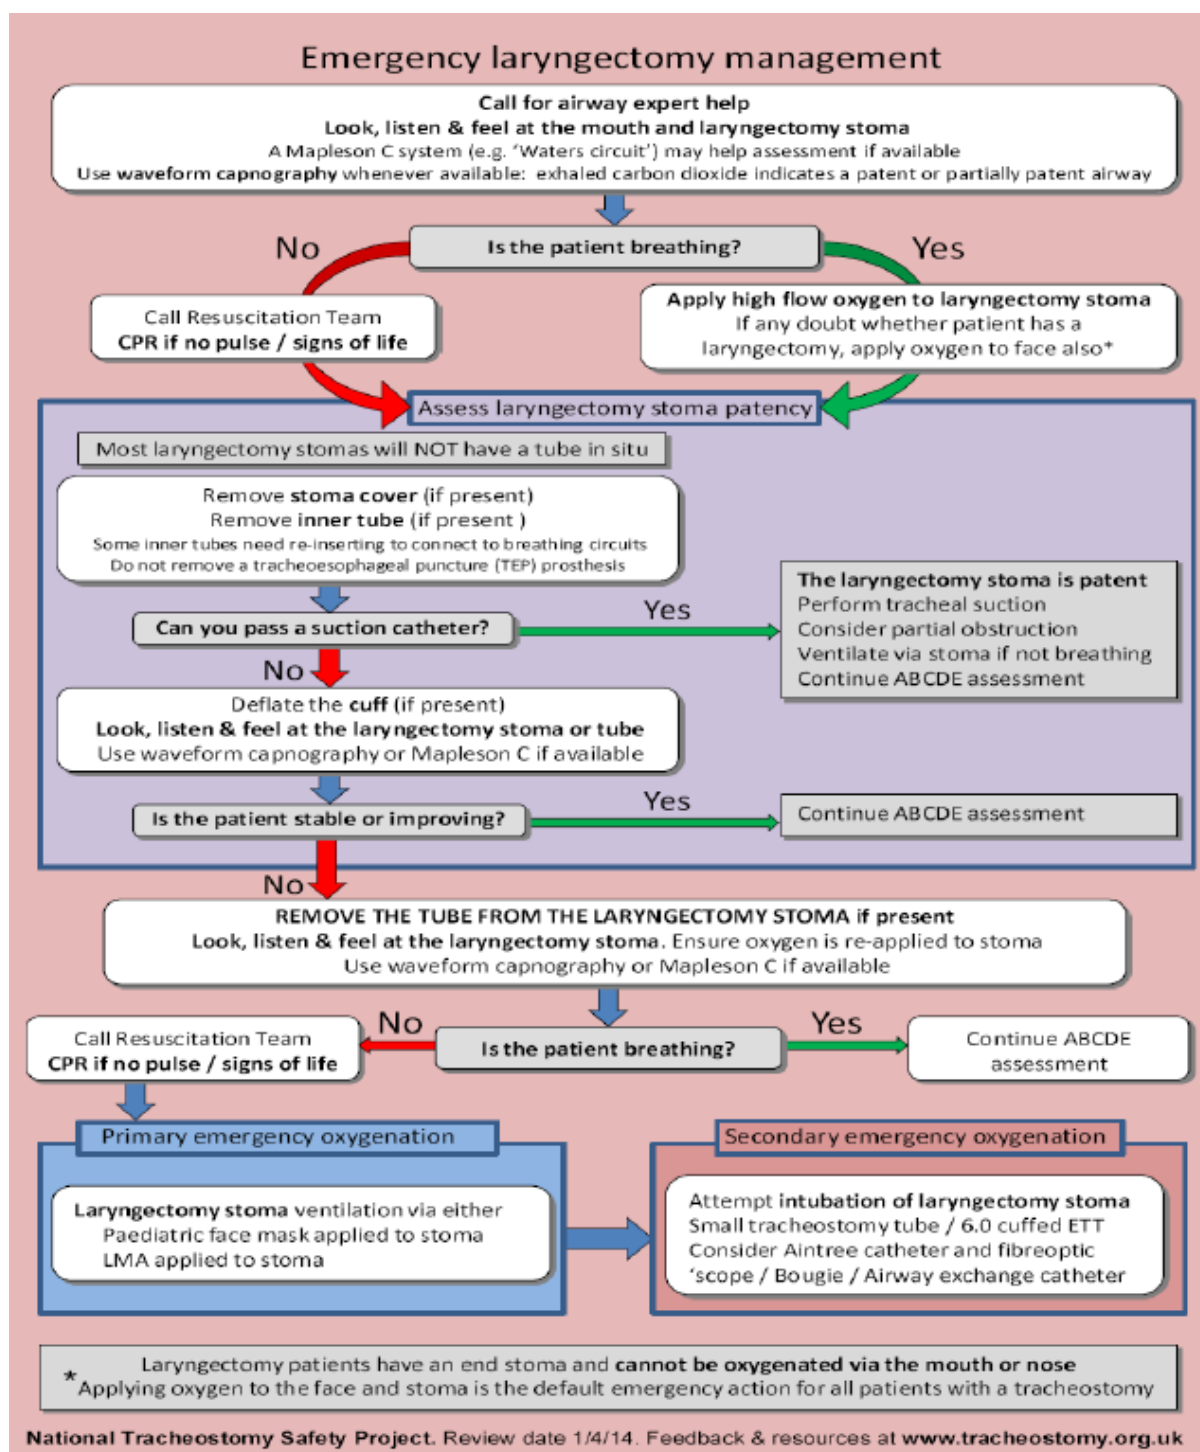 Emergency laryngectomy management
Call for airway expert help
Look, listen & feel at the mouth and laryngectomy stoma
A Mapleson C system (e.g. ‘Waters circuit’) may help assessment if available
Use waveform capnography whenever available: exhaled carbon dioxide indicates a patent or partially patent airway
No
Is the patient breathing?
Yes
Call Resuscitation Team
CPR if no pulse / signs of life
Apply high flow oxygen to laryngectomy stoma
If any doubt whether patient has a
laryngectomy, apply oxygen to face also*
Assess laryngectomy stoma patency
Most laryngectomy stomas will NOT have a tube in situ
Remove stoma cover (if present)
Remove inner tube (if present )
Some inner tubes need re-inserting to connect to breathing circuits
Do not remove a tracheoesophageal puncture (TEP) prosthesis
Can you pass a suction catheter?
Yes
The laryngectomy stoma is patent
Perform tracheal suction
Consider partial obstruction
Ventilate via stoma if not breathing
Continue ABCDE assessment
No
Deflate the cuff (if present)
Look, listen & feel at the laryngectomy stoma or tube
Use waveform capnography or Mapleson C if available
Is the patient stable or improving?
Yes
Continue ABCDE assessment
No
REMOVE THE TUBE FROM THE LARYNGECTOMY STOMA if present
Look, listen & feel at the laryngectomy stoma. Ensure oxygen is re-applied to stoma
Use waveform capnography or Mapleson C if available
Call Resuscitation Team
CPR if no pulse / signs of life
No
Is the patient breathing?
Yes
Continue ABCDE
assessment
Primary emergency oxygenation
Laryngectomy stoma ventilation via either
Paediatric face mask applied to stoma
LMA applied to stoma
Secondary emergency oxygenation
Attempt intubation of laryngectomy stoma
Small tracheostomy tube / 6.0 cuffed ETT
Consider Aintree catheter and fibreoptic
‘scope / Bougie / Airway exchange catheter
Laryngectomy patients have an end stoma and cannot be oxygenated via the mouth or nose
*Applying oxygen to the face and stoma is the default emergency action for all patients with a tracheostomy
National Tracheostomy Safety Project. Review date 1/4/14. Feedback & resources at www.tracheostomy.org.uk